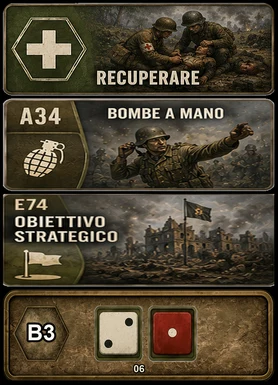 RECUPERARE
A34
BOMBE A MANO
E74
OBIETTIVO
STRATEGICO
B3
06